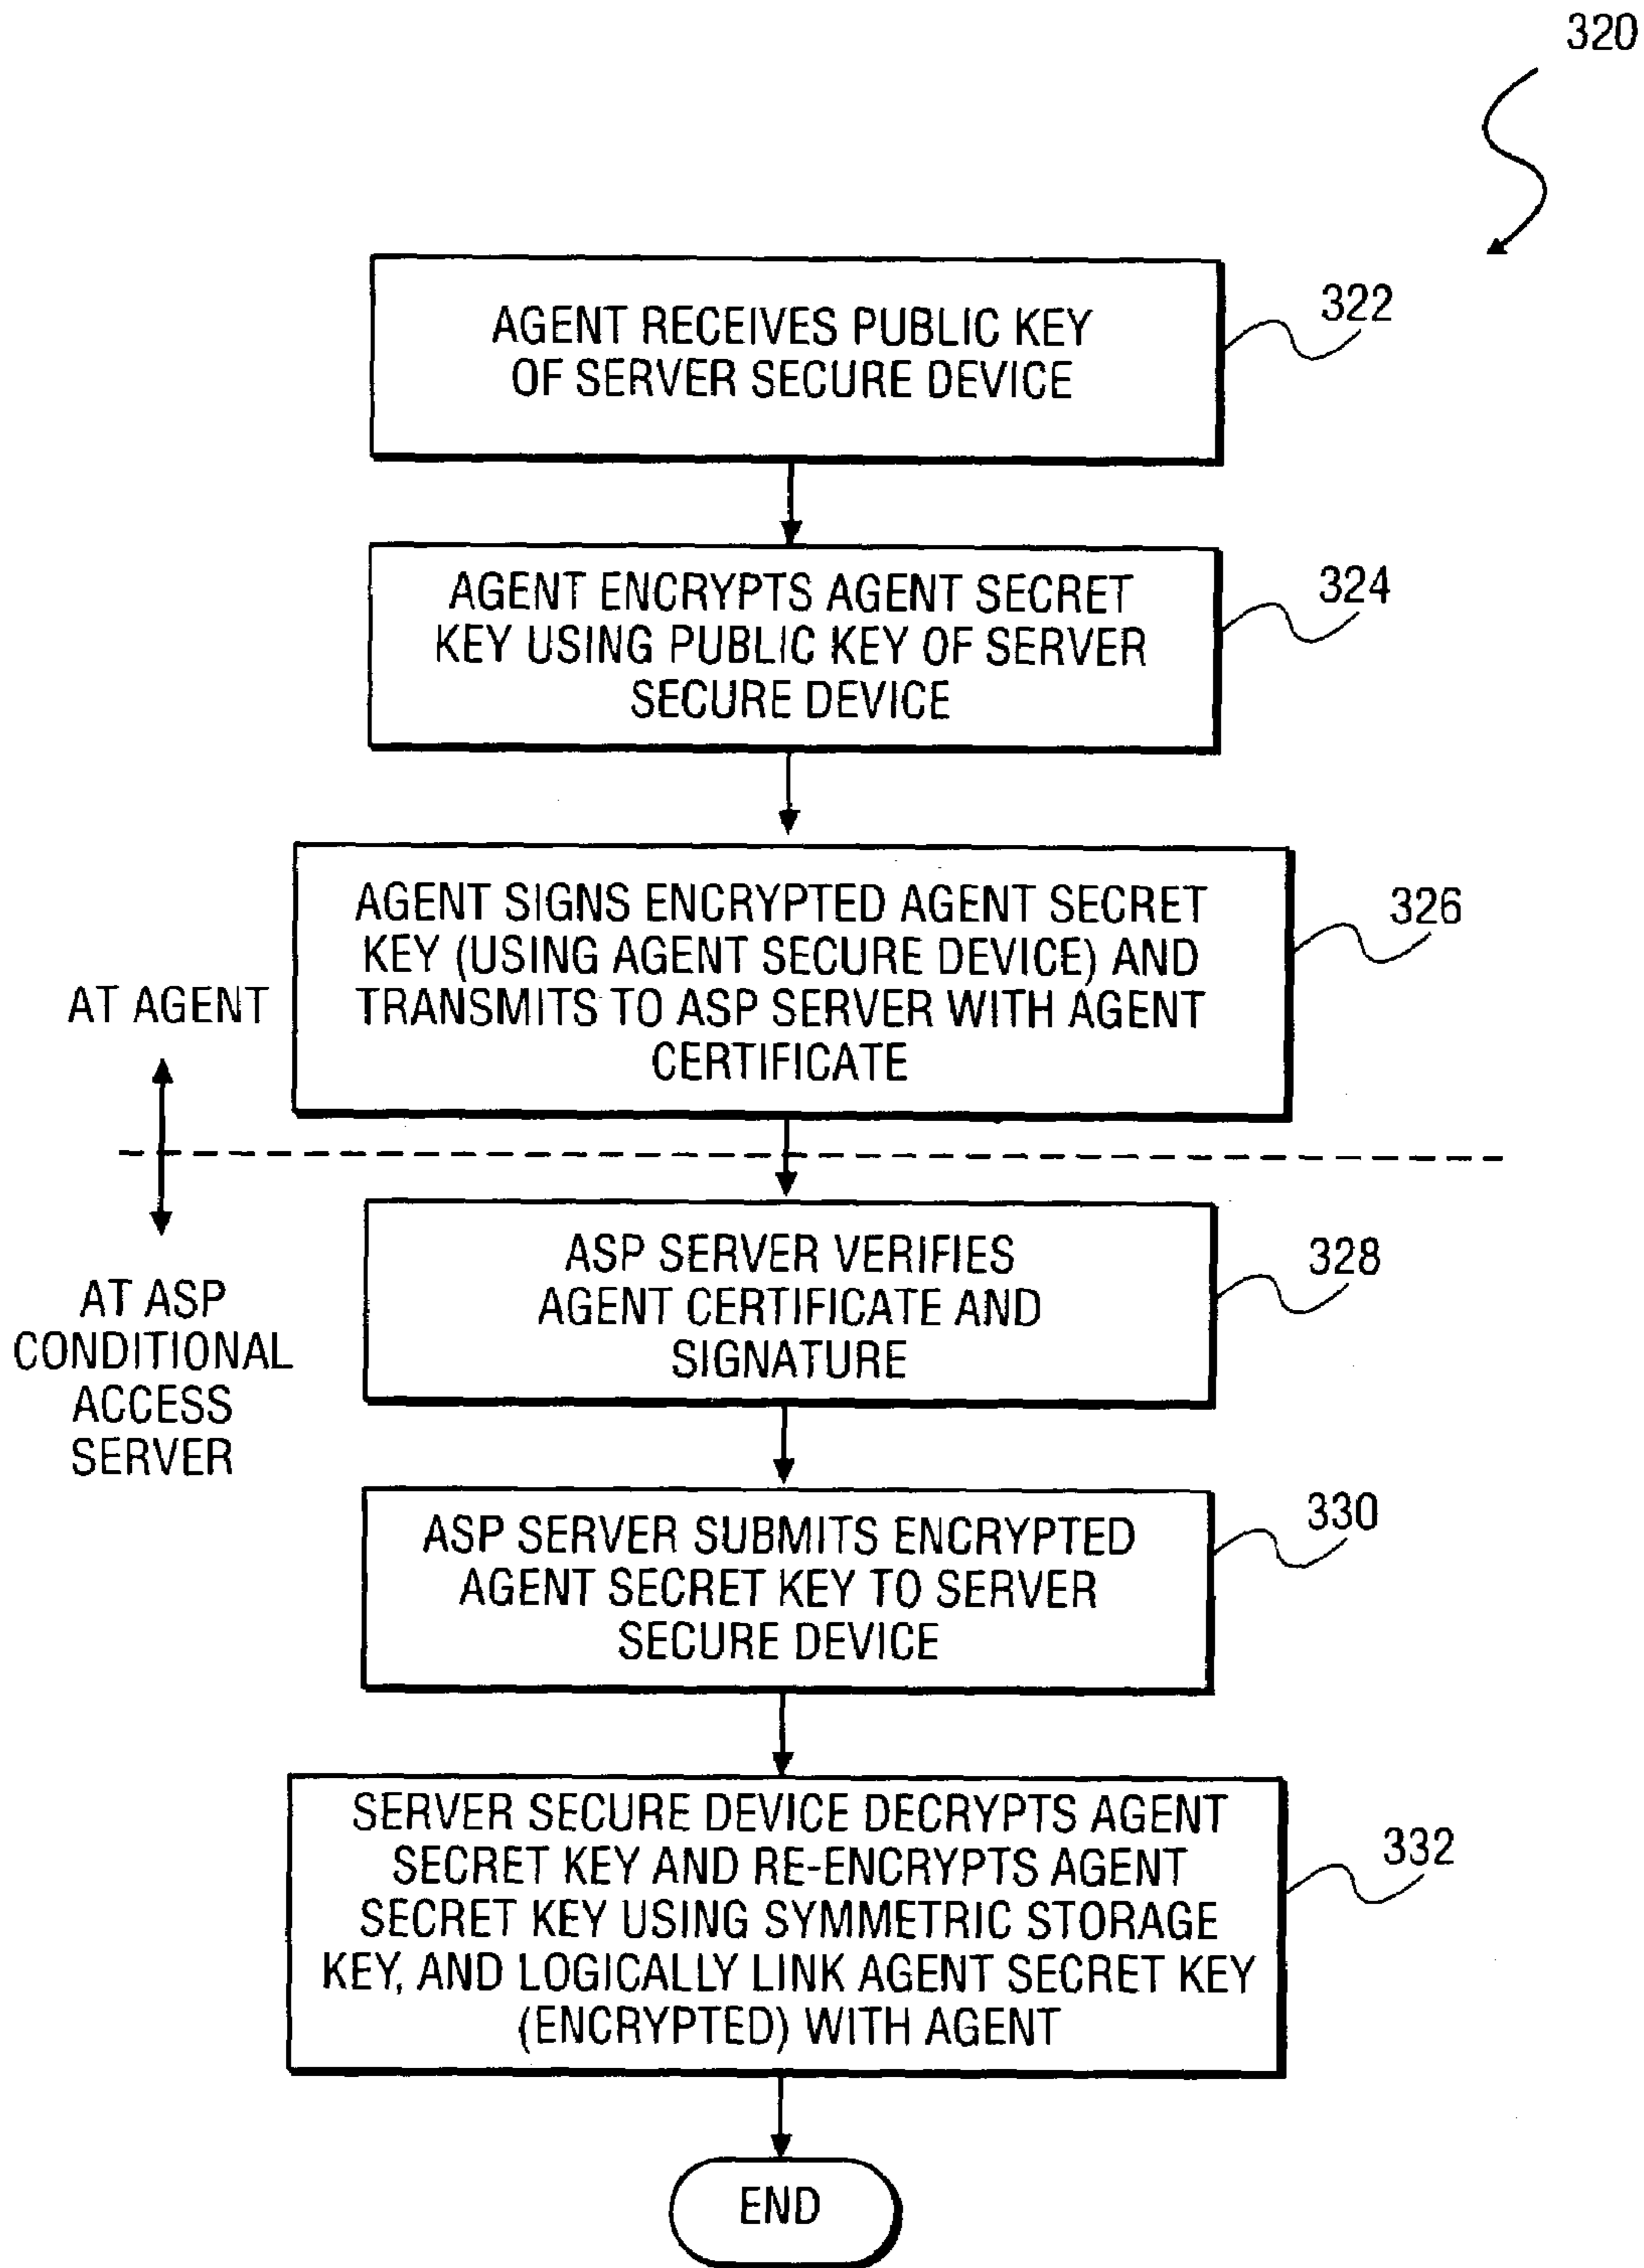 320
AGENT RECEIVES PUBLIC KEY
OF SERVER SECURE DEVICE
322
AGENT ENCRYPTS AGENT SECRET
KEY USING PUBLIC KEY OF SERVER
SECURE DEVICE
324
AGENT SIGNS ENCRYPTED AGENT SECRET
KEY (USING AGENT SECURE DEVICE) AND
TRANSMITS TO ASP SERVER WITH AGENT
CERTIFICATE
326
AT AGENT
AT ASP
CONDITIONAL
ACCESS
SERVER
ASP SERVER VERIFIES
AGENT CERTIFICATE AND
SIGNATURE
328
ASP SERVER SUBMITS ENCRYPTED
AGENT SECRET KEY TO SERVER
SECURE DEVICE
330
SERVER SECURE DEVICE DECRYPTS AGENT
SECRET KEY AND RE-ENCRYPTS AGENT
SECRET KEY USING SYMMETRIC STORAGE
KEY, AND LOGICALLY LINK AGENT SECRET KEY
(ENCRYPTED) WITH AGENT
332
END